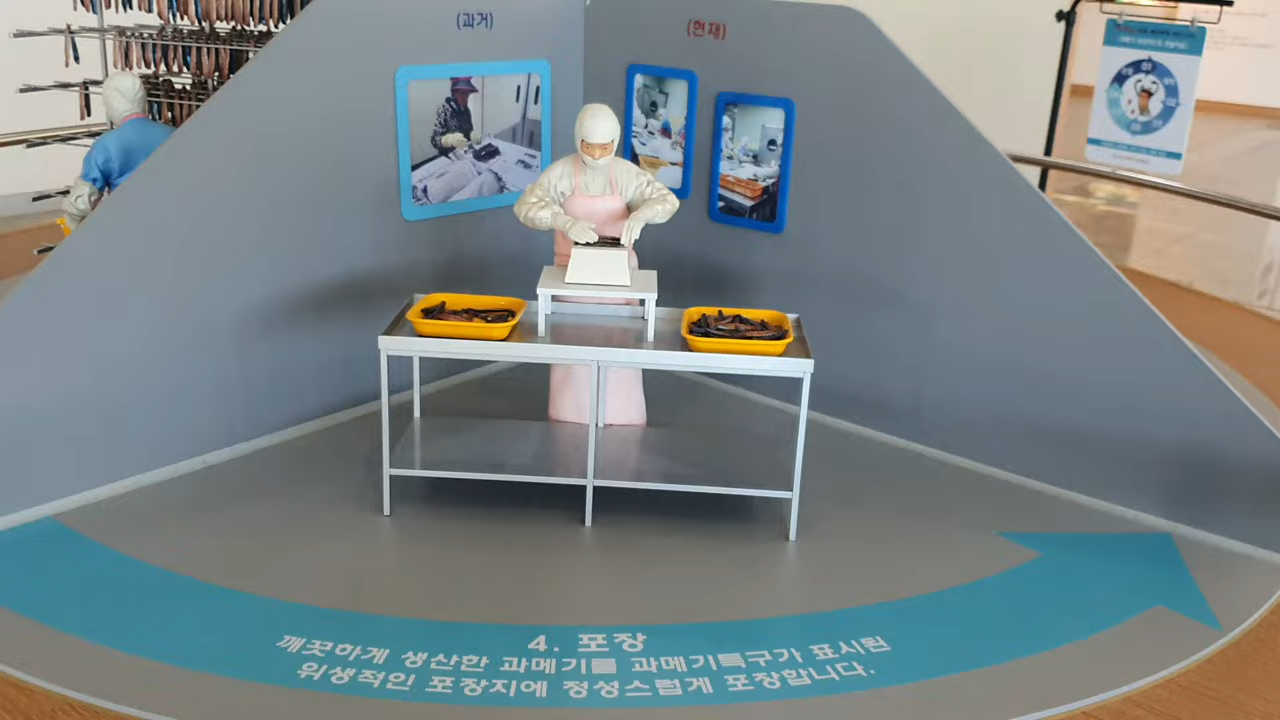 (과거)
(현재)
4. 포장
깨끗하게 생산한 과메기를 과메기특구가 표시된
위생적인 포장지에 정성스럽게 포장합니다.